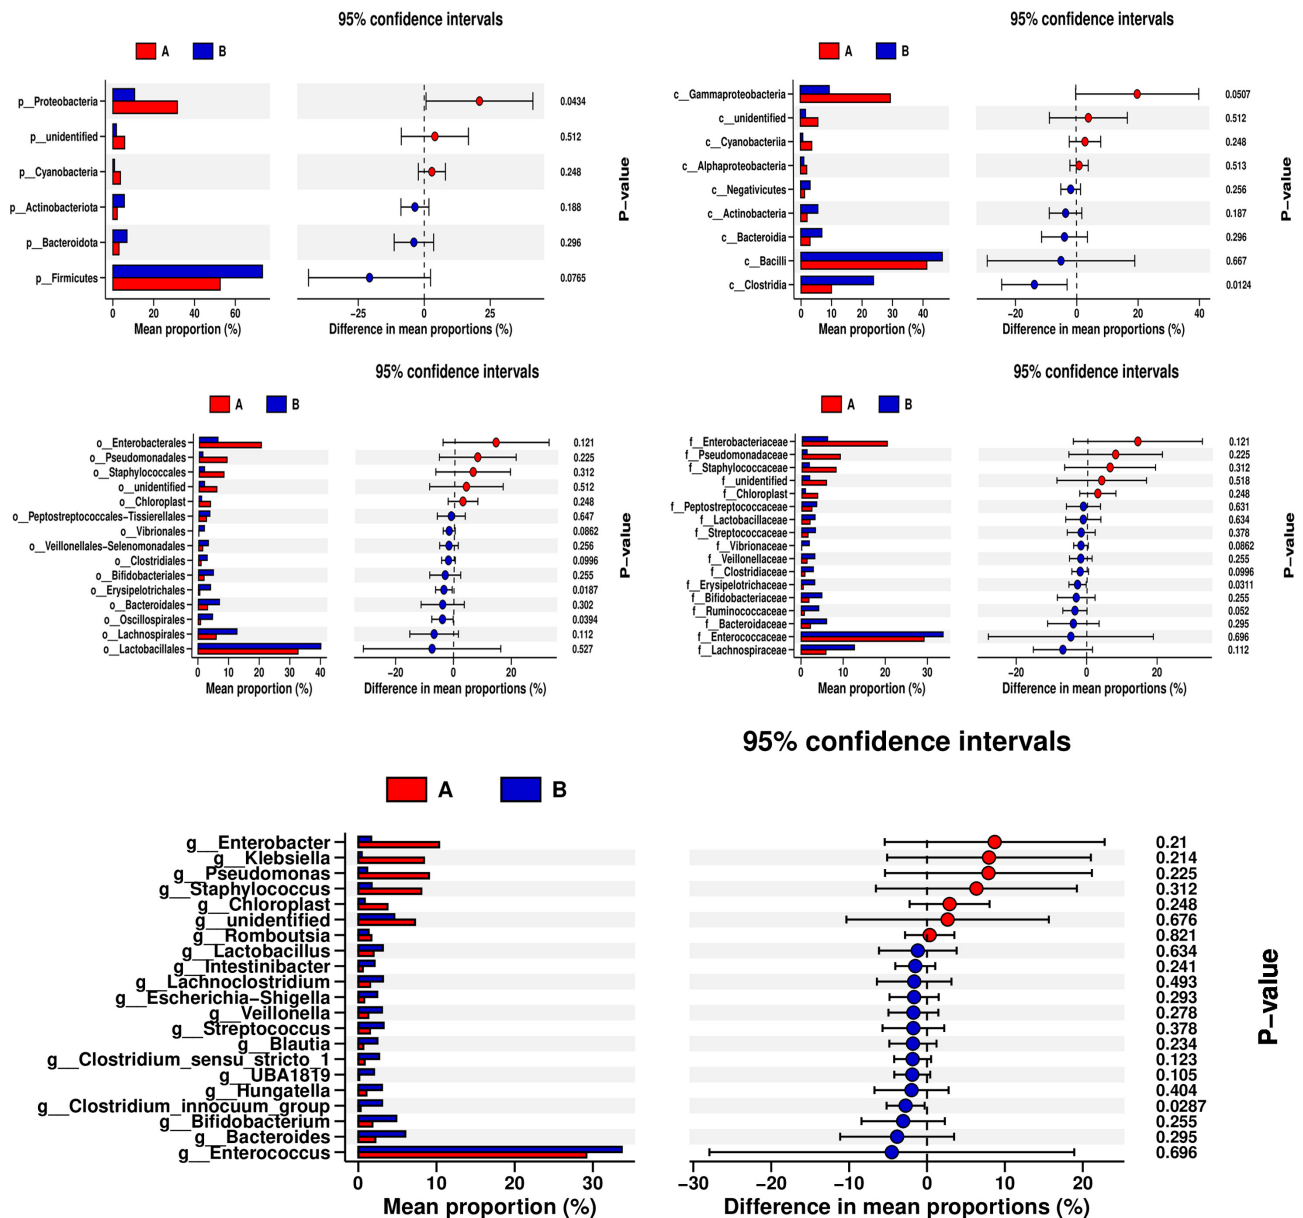 95% confidence intervals
A
B
p__Proteobacteria
0.0434
p__unidentified
0.512
p__Cyanobacteria
0.248
p__Actinobacteriota
0.188
p__Bacteroidota
0.296
p__Firmicutes
0.0765
0 20 40 60
−25 0 25
Mean proportion (%)
Difference in mean proportions (%)
P−value
95% confidence intervals
A
B
c__Gammaproteobacteria
0.0507
c__unidentified
0.512
c__Cyanobacteriia
0.248
c__Alphaproteobacteria
0.513
c__Negativicutes
0.256
c__Actinobacteria
0.187
c__Bacteroidia
0.296
c__Bacilli
0.667
c__Clostridia
0.0124
0 10 20 30 40
−20 0 20 40
Mean proportion (%)
Difference in mean proportions (%)
P−value
95% confidence intervals
A
B
o__Enterobacterales
0.121
o__Pseudomonadales
0.225
o__Staphylococcales
0.312
o__unidentified
0.512
o__Chloroplast
0.248
o__Peptostreptococcales−Tissierellales
0.647
o__Vibrionales
0.0862
o__Veillonellales−Selenomonadales
0.256
o__Clostridiales
0.0996
o__Bifidobacteriales
0.255
o__Erysipelotrichales
0.0187
o__Bacteroidales
0.302
o__Oscillospirales
0.0394
o__Lachnospirales
0.112
o__Lactobacillales
0.527
0 10 20 30 40
−20 0 20
Mean proportion (%)
Difference in mean proportions (%)
P−value
95% confidence intervals
A
B
f__Enterobacteriaceae
0.121
f__Pseudomonadaceae
0.225
f__Staphylococcaceae
0.312
f__unidentified
0.518
f__Chloroplast
0.248
f__Peptostreptococcaceae
0.631
f__Lactobacillaceae
0.634
f__Streptococcaceae
0.378
f__Vibrionaceae
0.0862
f__Veillonellaceae
0.255
f__Clostridiaceae
0.0996
f__Erysipelotrichaceae
0.0311
f__Bifidobacteriaceae
0.255
f__Ruminococcaceae
0.052
f__Bacteroidaceae
0.295
f__Enterococcaceae
0.696
f__Lachnospiraceae
0.112
0 10 20 30
−20 0 20
Mean proportion (%)
Difference in mean proportions (%)
P−value
95% confidence intervals
A
B
g__Enterobacter
0.21
g__Klebsiella
0.214
g__Pseudomonas
0.225
g__Staphylococcus
0.312
g__Chloroplast
0.248
g__unidentified
0.676
g__Romboutsia
0.821
g__Lactobacillus
0.634
g__Intestinibacter
0.241
g__Lachnoclostridium
0.493
g__Escherichia−Shigella
0.293
g__Veillonella
0.278
g__Streptococcus
0.378
g__Blautia
0.234
g__Clostridium_sensu_stricto_1
0.123
g__UBA1819
0.105
g__Hungatella
0.404
g__Clostridium_innocuum_group
0.0287
g__Bifidobacterium
0.255
g__Bacteroides
0.295
g__Enterococcus
0.696
0 10 20 30
−30 −20 −10 0 10 20
Mean proportion (%)
Difference in mean proportions (%)
P−value